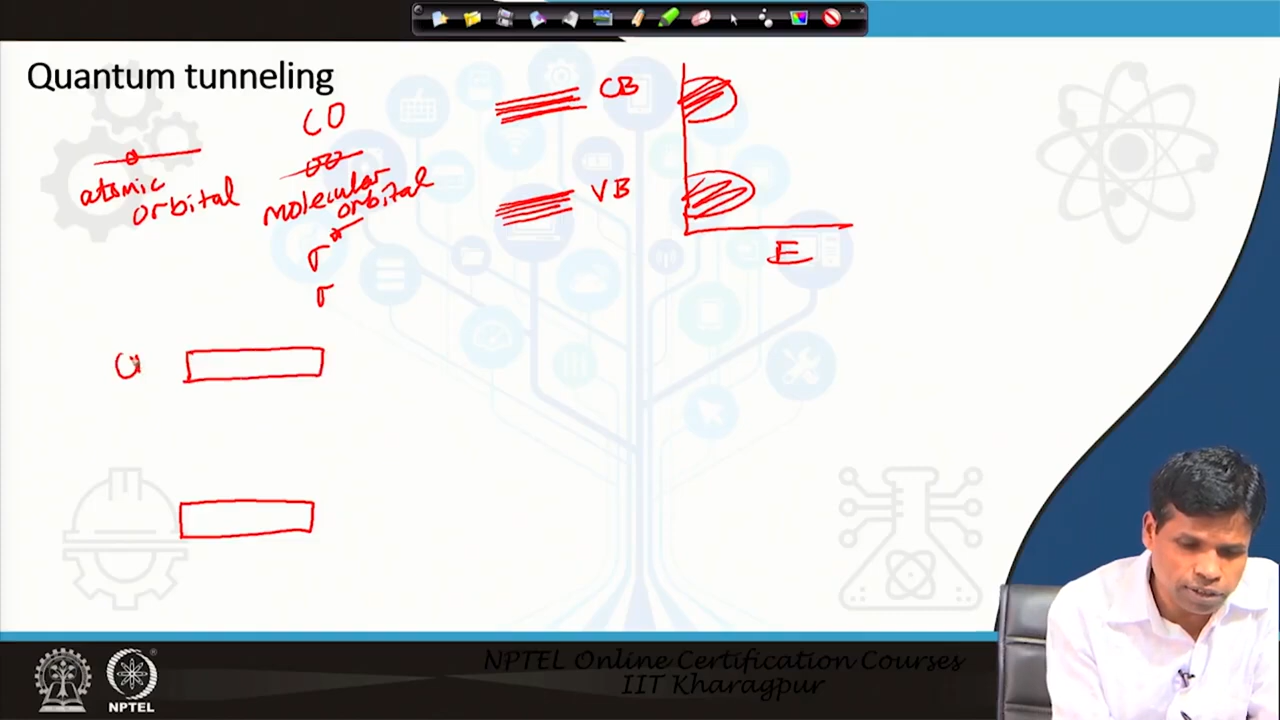 Quantum tunneling
CO
CB
atomic
orbital
molecular
orbital
VB
σ*
σ
E
NPTEL Online Certification Courses
IIT Kharagpur
NPTEL